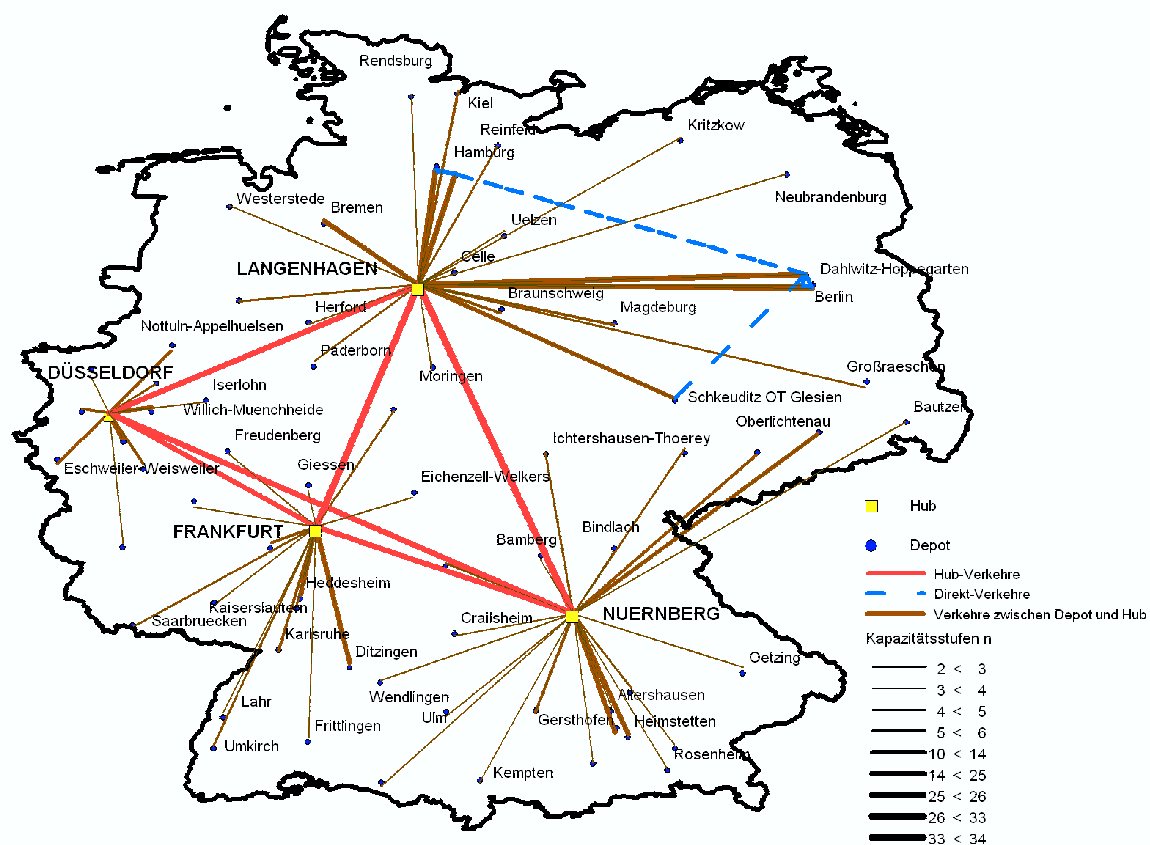 Rendsburg
Kiel
Reinfeld
Hamburg
Kritzkow
Westerstede
Bremen
Neubrandenburg
Uelzen
Celle
LANGENHAGEN
Dahlwitz-Hoppegarten
Berlin
Braunschweig
Magdeburg
Herford
Nottuln-Appelhuelsen
Paderborn
Moringen
Großraeschen
DÜSSELDORF
Iserlohn
Schkeuditz OT Glesien
Willich-Muenchheide
Bautzen
Oberlichtenau
Freudenberg
Ichtershausen-Thoerey
Eschweiler-Weisweiler
Giessen
Eichenzell-Welkers
FRANKFURT
Bindlach
Bamberg
Heddesheim
Kaiserslautern
Saarbruecken
Karlsruhe
Crailsheim
NUERNBERG
Ditzingen
Oetzing
Wendlingen
Lahr
Ulm
Altershausen
Gersthofen
Heimstetten
Frittlingen
Umkirch
Rosenheim
Kempten
Hub
Depot
Hub-Verkehre
Direkt-Verkehre
Verkehre zwischen Depot und Hub
Kapazitätsstufen n
2 < 3
3 < 4
4 < 5
5 < 6
10 < 14
14 < 25
25 < 26
26 < 33
33 < 34